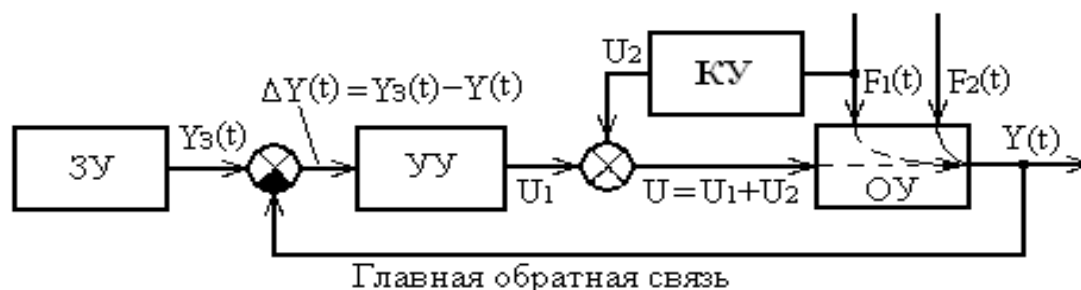 U2
КУ
F1(t)
F2(t)
ΔY(t)=YЗ(t)−Y(t)
ЗУ
YЗ(t)
УУ
U1
U=U1+U2
ОУ
Y(t)
Главная обратная связь